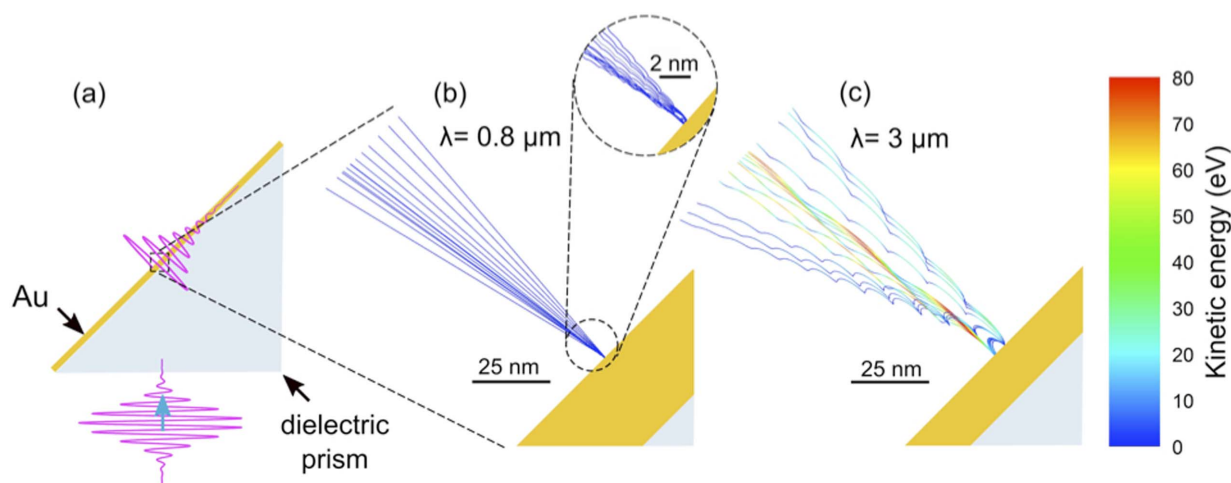 (a)
Au
dielectric
prism
(b)
λ= 0.8 μm
2 nm
25 nm
(c)
λ= 3 μm
25 nm
80
70
60
50
40
30
20
10
0
Kinetic energy (eV)